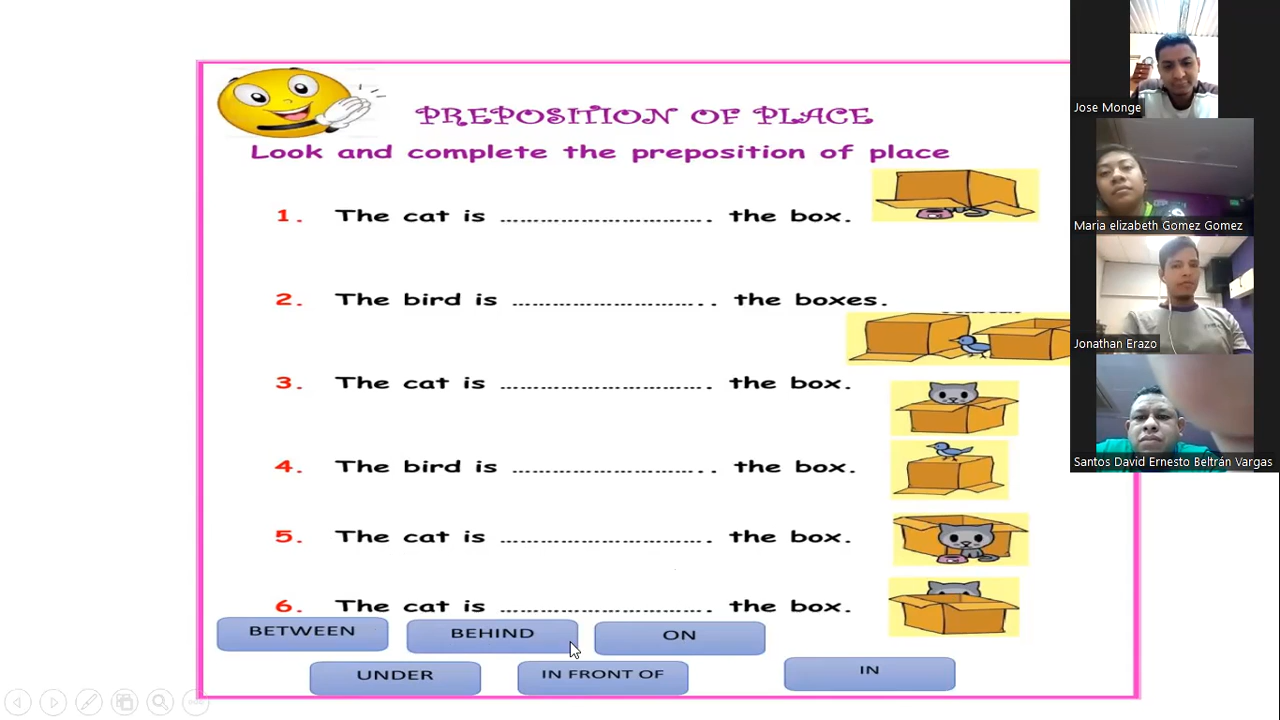 PREPOSITION OF PLACE
Look and complete the preposition of place
1. The cat is ............................. the box.
2. The bird is ............................. the boxes.
3. The cat is ............................. the box.
4. The bird is ............................. the box.
5. The cat is ............................. the box.
6. The cat is ............................. the box.
BETWEEN
BEHIND
ON
UNDER
IN FRONT OF
IN
Jose Monge
Maria elizabeth Gomez Gomez
Jonathan Erazo
Santos David Ernesto Beltrán Vargas